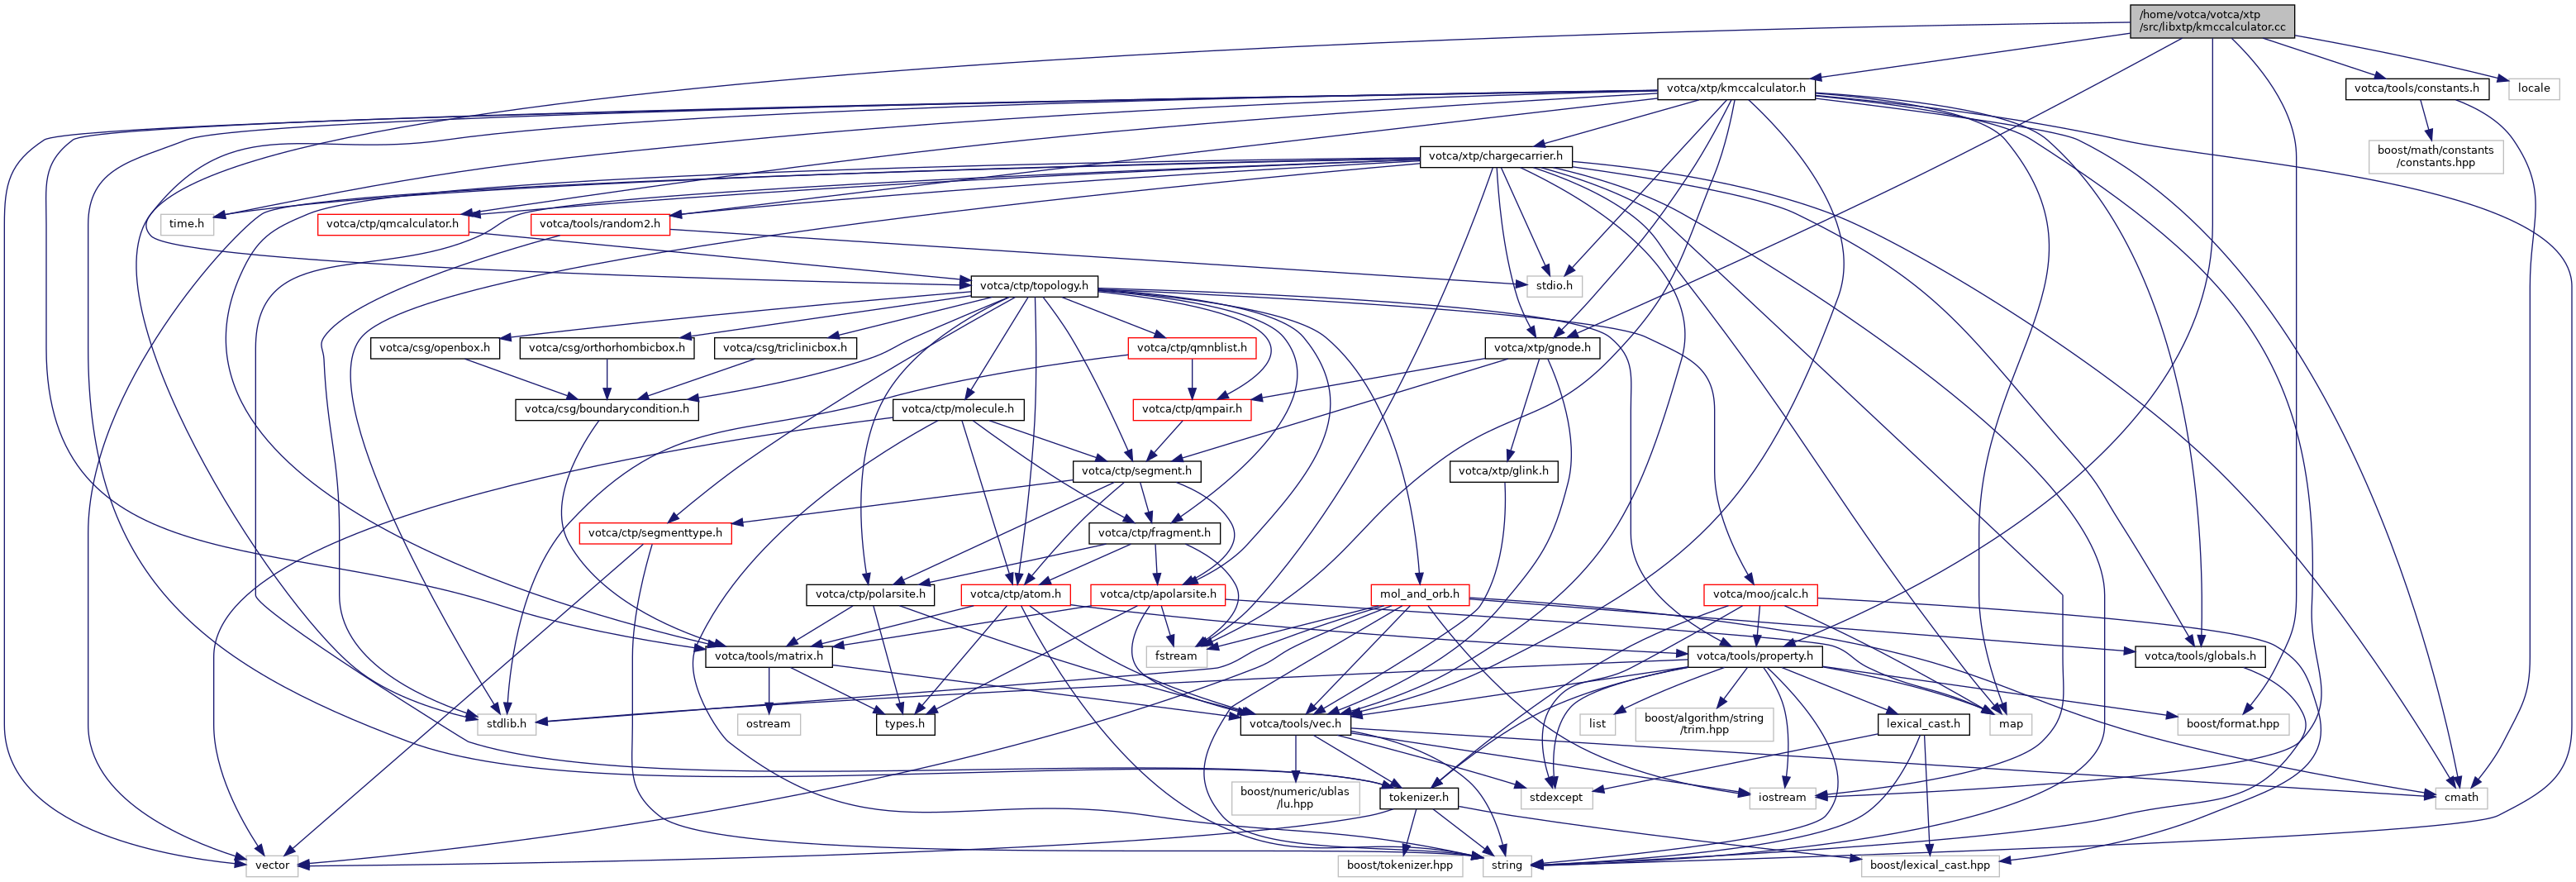 /home/votca/votca/xtp
/src/libxtp/kmccalculator.cc
votca/xtp/kmccalculator.h
votca/tools/constants.h
locale
votca/xtp/chargecarrier.h
boost/math/constants
/constants.hpp
time.h
votca/ctp/qmcalculator.h
votca/tools/random2.h
votca/ctp/topology.h
stdio.h
votca/csg/openbox.h
votca/csg/orthorhombicbox.h
votca/csg/triclinicbox.h
votca/ctp/qmnblist.h
votca/xtp/gnode.h
votca/csg/boundarycondition.h
votca/ctp/molecule.h
votca/ctp/qmpair.h
votca/ctp/segment.h
votca/xtp/glink.h
votca/ctp/segmenttype.h
votca/ctp/fragment.h
votca/ctp/polarsite.h
votca/ctp/atom.h
votca/ctp/apolarsite.h
mol_and_orb.h
votca/moo/jcalc.h
votca/tools/matrix.h
fstream
votca/tools/property.h
votca/tools/globals.h
stdlib.h
ostream
types.h
votca/tools/vec.h
list
boost/algorithm/string
/trim.hpp
lexical_cast.h
map
boost/format.hpp
boost/numeric/ublas
/lu.hpp
tokenizer.h
stdexcept
iostream
cmath
vector
boost/tokenizer.hpp
string
boost/lexical_cast.hpp